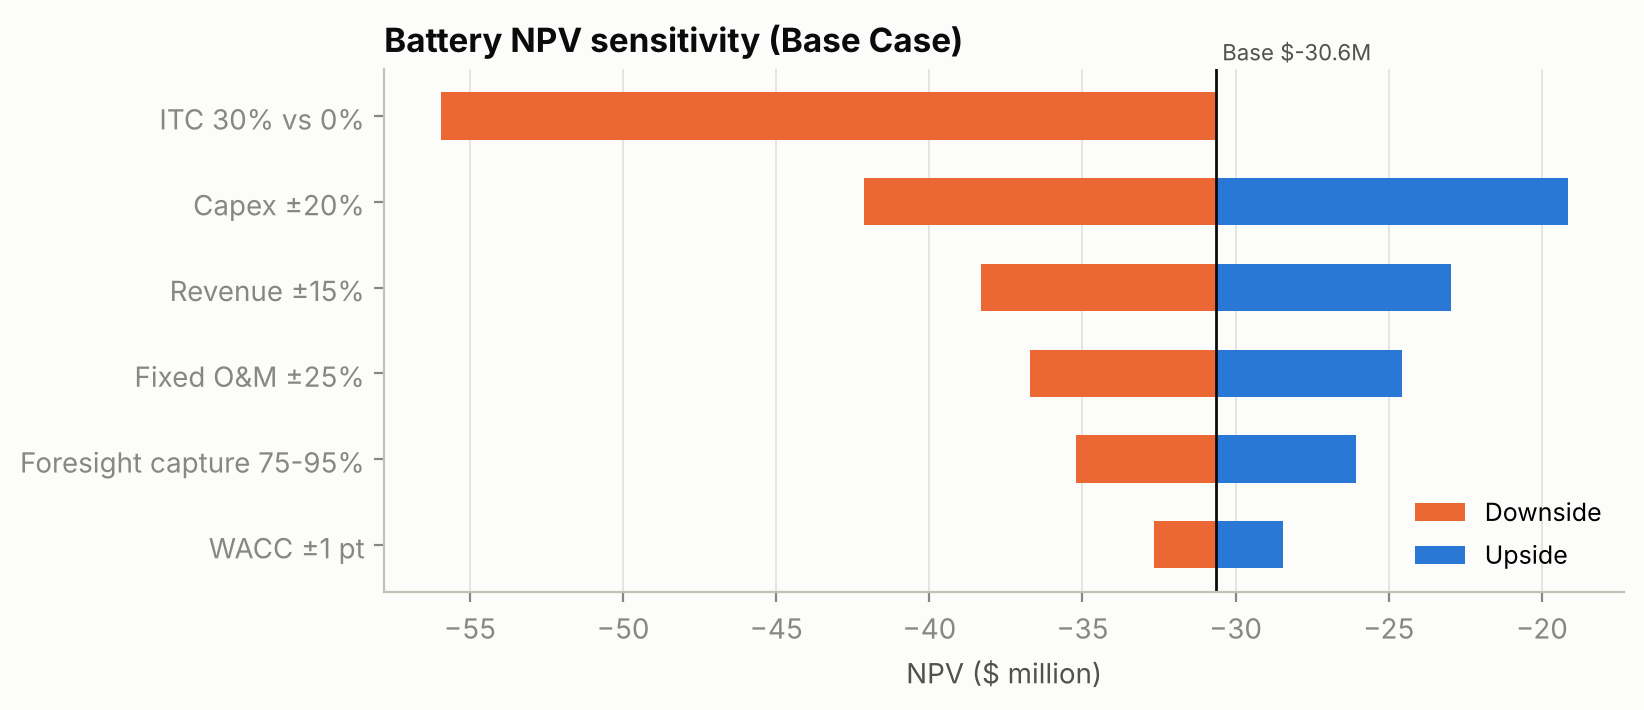 Battery NPV sensitivity (Base Case)
Base $-30.6M
ITC 30% vs 0%
Capex ±20%
Revenue ±15%
Fixed O&M ±25%
Foresight capture 75-95%
WACC ±1 pt
Downside
Upside
−55 −50 −45 −40 −35 −30 −25 −20
NPV ($ million)